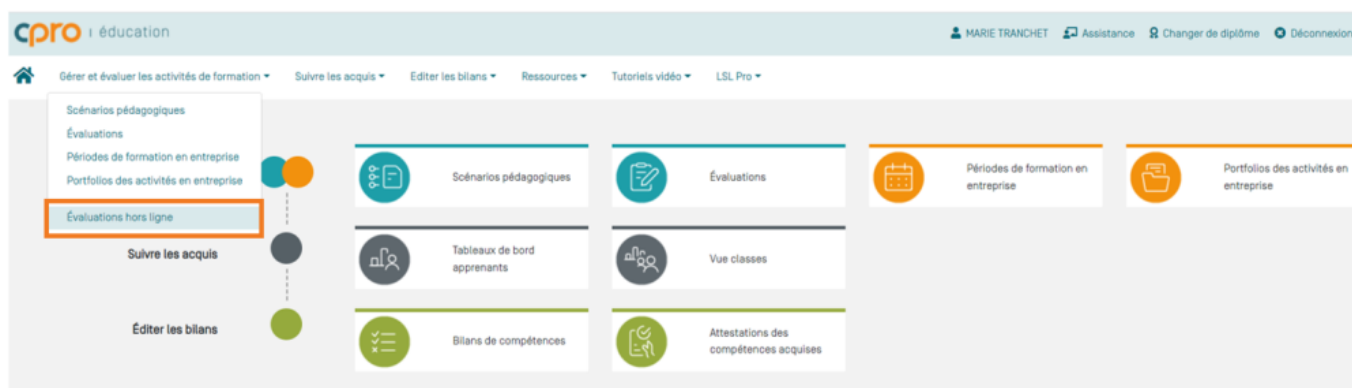 cpro | éducation
MARIE TRANCHET Assistance Changer de diplôme Déconnexion
Gérer et évaluer les activités de formation Suivre les acquis Editer les bilans Ressources Tutoriels vidéo LSL Pro
Scénarios pédagogiques
Évaluations
Périodes de formation en entreprise
Portfolios des activités en entreprise
Évaluations hors ligne
Scénarios pédagogiques
Évaluations
Périodes de formation en
entreprise
Portfolios des activités en
entreprise
Suivre les acquis
Tableaux de bord
apprenants
Vue classes
Éditer les bilans
Bilans de compétences
Attestations des
compétences acquises